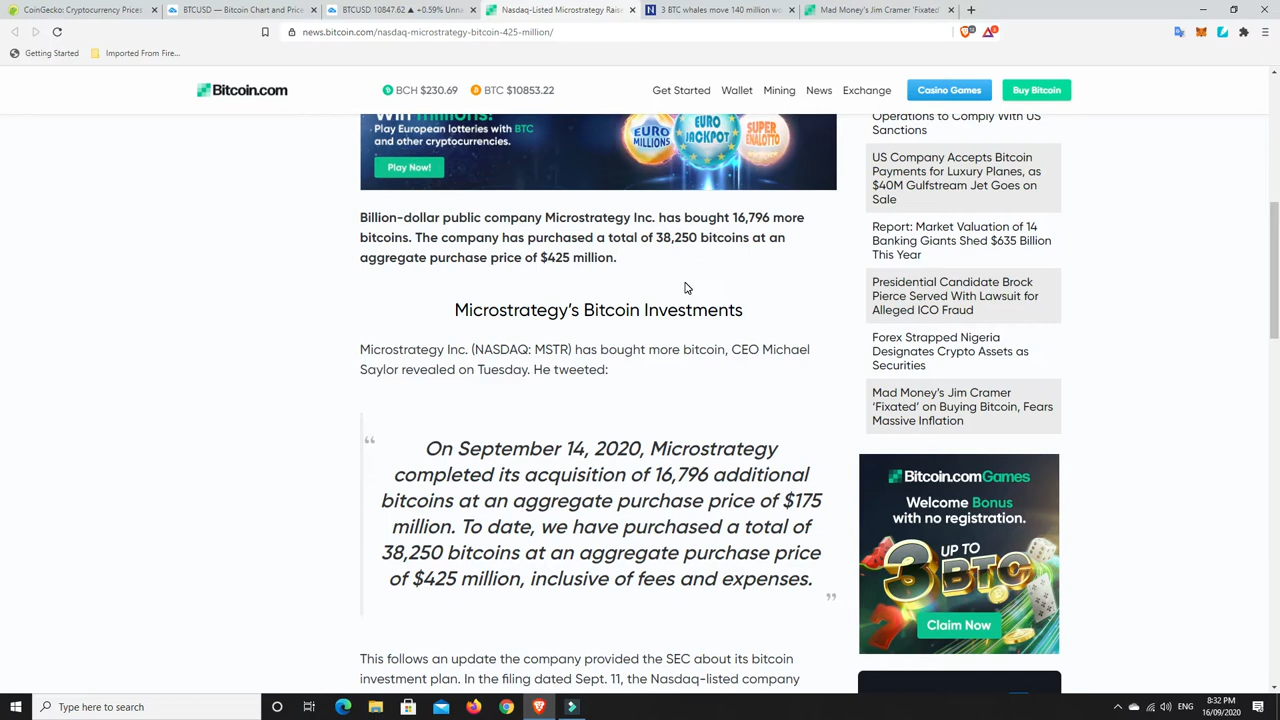 CoinGecko: Cryptocurrency Prices
BTCUSD — Bitcoin Chart and Price
BTCUSD 10847.62 ▲ +0.59% Unna
Nasdaq-Listed Microstrategy Raise
3 BTC whales move 140 million wo
Mad Money's Jim Cramer 'Fixated'
news.bitcoin.com/nasdaq-microstrategy-bitcoin-425-million/
Getting Started
Imported From Fire...
Bitcoin.com
BCH $230.69
BTC $10853.22
Get Started
Wallet
Mining
News
Exchange
Casino Games
Buy Bitcoin
Play European lotteries with BTC
and other cryptocurrencies.
Play Now!
EURO
MILLIONS
EURO
JACKPOT
SUPER
ENALOTTO
Billion-dollar public company Microstrategy Inc. has bought 16,796 more
bitcoins. The company has purchased a total of 38,250 bitcoins at an
aggregate purchase price of $425 million.
Microstrategy's Bitcoin Investments
Microstrategy Inc. (NASDAQ: MSTR) has bought more bitcoin, CEO Michael
Saylor revealed on Tuesday. He tweeted:
“ On September 14, 2020, Microstrategy
completed its acquisition of 16,796 additional
bitcoins at an aggregate purchase price of $175
million. To date, we have purchased a total of
38,250 bitcoins at an aggregate purchase price
of $425 million, inclusive of fees and expenses. ”
This follows an update the company provided the SEC about its bitcoin
investment plan. In the filing dated Sept. 11, the Nasdaq-listed company
Operations to Comply With US
Sanctions
US Company Accepts Bitcoin
Payments for Luxury Planes, as
$40M Gulfstream Jet Goes on
Sale
Report: Market Valuation of 14
Banking Giants Shed $635 Billion
This Year
Presidential Candidate Brock
Pierce Served With Lawsuit for
Alleged ICO Fraud
Forex Strapped Nigeria
Designates Crypto Assets as
Securities
Mad Money's Jim Cramer
'Fixated' on Buying Bitcoin, Fears
Massive Inflation
Bitcoin.com Games
Welcome Bonus
with no registration.
UP TO
3 BTC
Claim Now
Type here to search
ENG
8:32 PM
16/09/2020